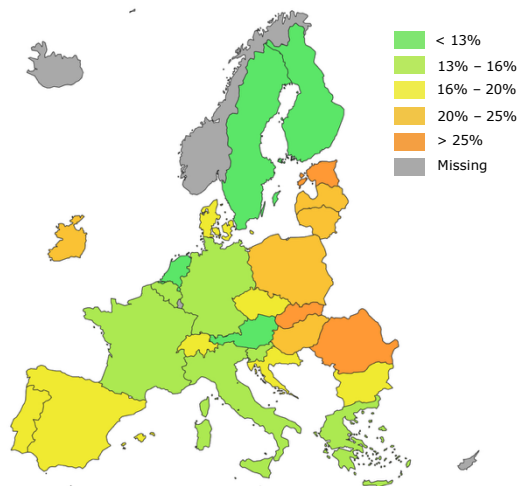 < 13%
13% – 16%
16% – 20%
20% – 25%
> 25%
Missing